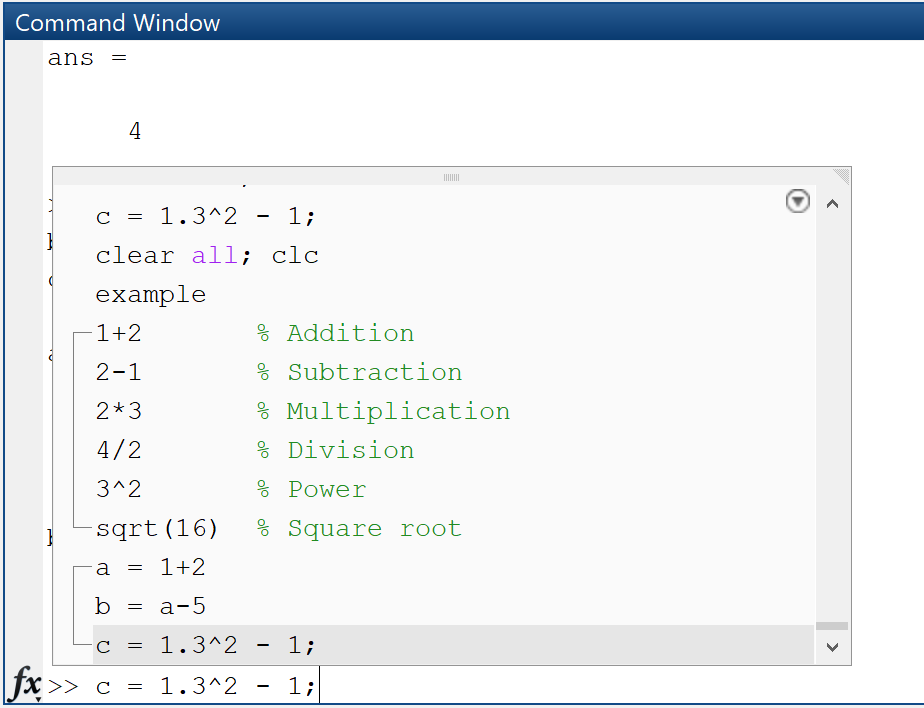 Command Window
ans =
4
c = 1.3^2 - 1;
clear all; clc
example
1+2 % Addition
2-1 % Subtraction
2*3 % Multiplication
4/2 % Division
3^2 % Power
sqrt(16) % Square root
a = 1+2
b = a-5
c = 1.3^2 - 1;
fx >> c = 1.3^2 - 1;